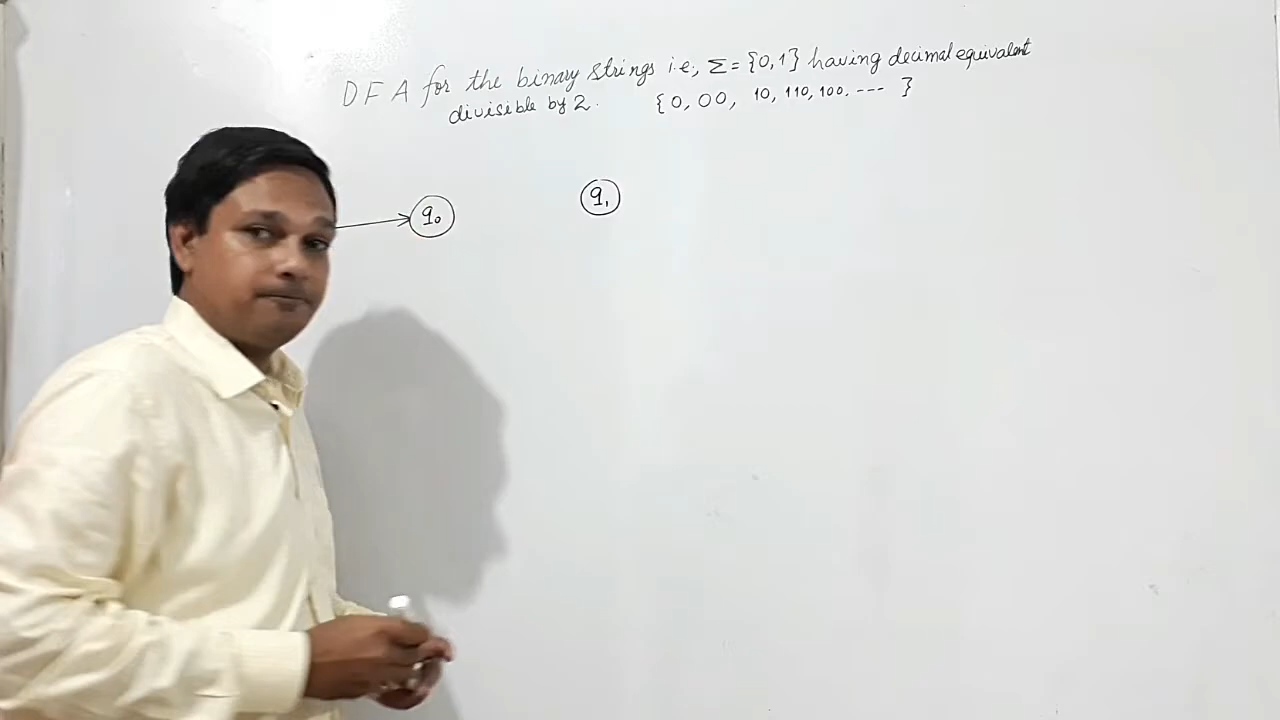 DFA for the binary strings i.e., Σ = {0,1} having decimal equivalent
divisible by 2. {0, 00, 10, 110, 100, --- }
q₀ q₁